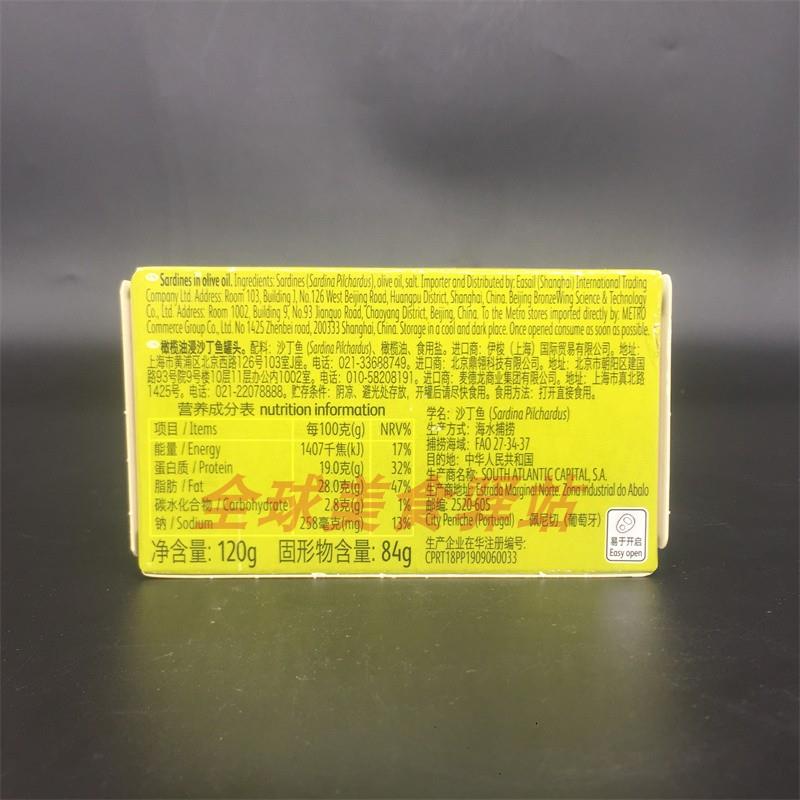 Sardines in olive oil. Ingredients: Sardines (Sardina Pilchardus), olive oil, salt. Importer and Distributed by: Easail (Shanghai) International Trading
Company Ltd. Address: Room 103, Building J, No.126 West Beijing Road, Huangpu District, Shanghai, China. Beijing BronzeWing Science & Technology
Co., Ltd. Address: Room 1002, Building 9, No.93 Jianguo Road, Chaoyang District, Beijing, China. To the Metro stores imported directly by: METRO
Commerce Group Co., Ltd. No 1425 Zhenbei road, 200333 Shanghai, China. Storage in a cool and dark place. Once opened consume as soon as possible.
橄榄油浸沙丁鱼罐头。配料：沙丁鱼 (Sardina Pilchardus)、橄榄油、食用盐。进口商：伊梭（上海）国际贸易有限公司。地址：
上海市黄浦区北京西路126号103室J座。电话：021-33688749。进口商：北京鼎翎科技有限公司。地址：北京市朝阳区建国
路93号院9号楼10层11层办公内1002室。电话：010-58208191。进口商：麦德龙商业集团有限公司。地址：上海市真北路
1425号。电话：021-22078888。贮存条件：阴凉、避光处存放，开罐后请尽快食用。食用方法：打开直接食用。
营养成分表 nutrition information
项目 / Items 每100克(g) NRV%
能量 / Energy 1407千焦(kJ) 17%
蛋白质 / Protein 19.0克(g) 32%
脂肪 / Fat 28.0克(g) 47%
碳水化合物 / Carbohydrate 2.8克(g) 1%
钠 / Sodium 258毫克(mg) 13%
净含量: 120g 固形物含量: 84g
学名：沙丁鱼 (Sardina Pilchardus)
生产方式：海水捕捞
捕捞海域：FAO 27-34-37
目的地：中华人民共和国
生产商名称：SOUTH ATLANTIC CAPITAL, S.A.
生产商地址：Estrada Marginal Norte, Zona industrial do Abalo
邮编：2520-605
City Peniche (Portugal) 佩尼切（葡萄牙）
生产企业在华注册编号:
CPRT18PP1909060033
易于开启
Easy open
全球美食驿站